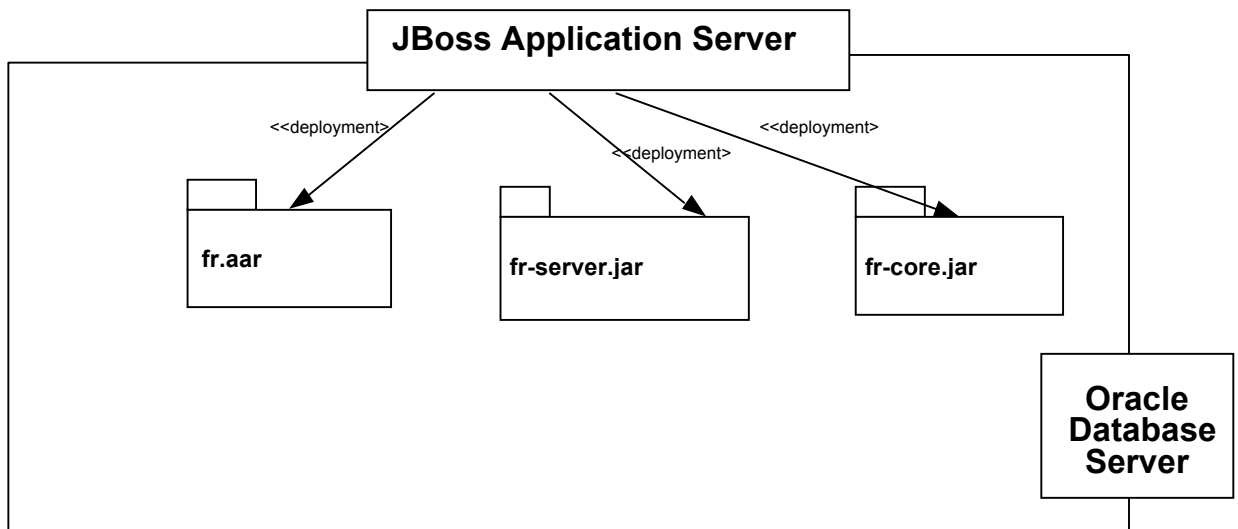 JBoss Application Server
<<deployment>
<<deployment>
<<deployment>
fr.aar
fr-server.jar
fr-core.jar
Oracle
Database
Server